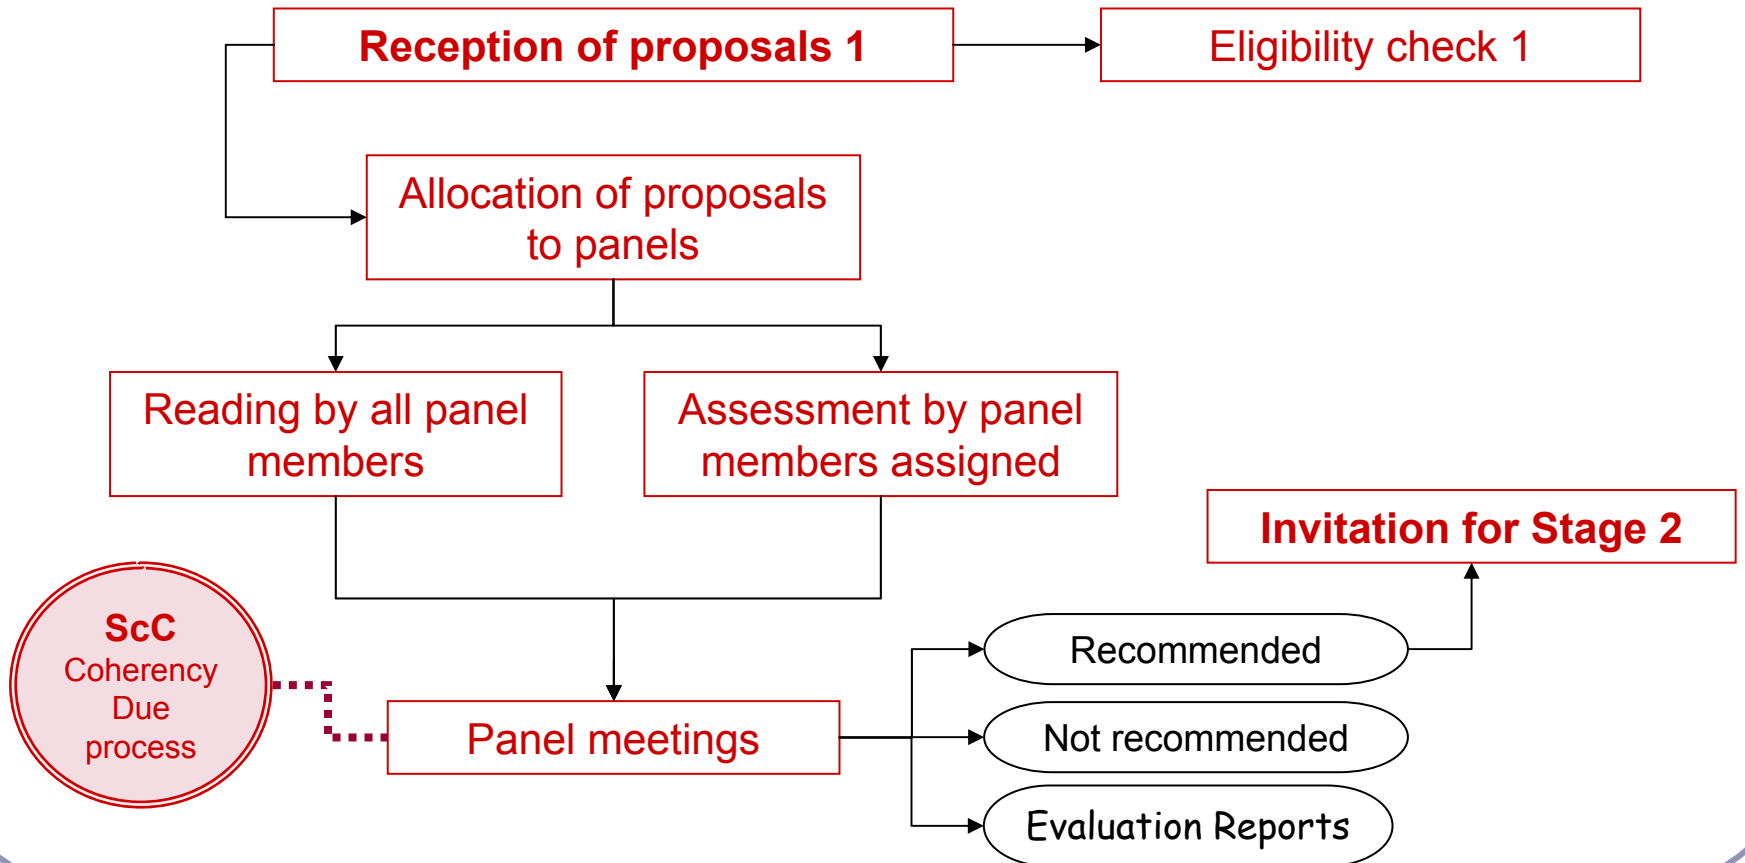 Reception of proposals 1
Eligibility check 1
Allocation of proposals
to panels
Reading by all panel
members
Assessment by panel
members assigned
Invitation for Stage 2
ScC
Coherency
Due
process
Panel meetings
Recommended
Not recommended
Evaluation Reports